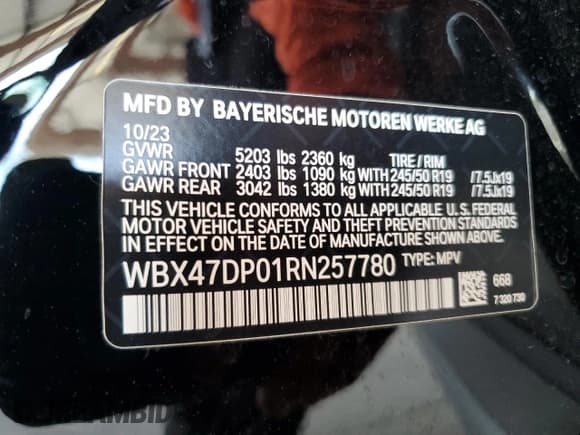 MFD BY BAYERISCHE MOTOREN WERKE AG
10/23
GVWR 5203 lbs 2360 kg TIRE / RIM
GAWR FRONT 2403 lbs 1090 kg WITH 245/50 R19 /7.5Jx19
GAWR REAR 3042 lbs 1380 kg WITH 245/50 R19 /7.5Jx19
THIS VEHICLE CONFORMS TO ALL APPLICABLE U.S. FEDERAL
MOTOR VEHICLE SAFETY AND THEFT PREVENTION STANDARDS
IN EFFECT ON THE DATE OF MANUFACTURE SHOWN ABOVE.
WBX47DP01RN257780 TYPE: MPV
668
7 320 730